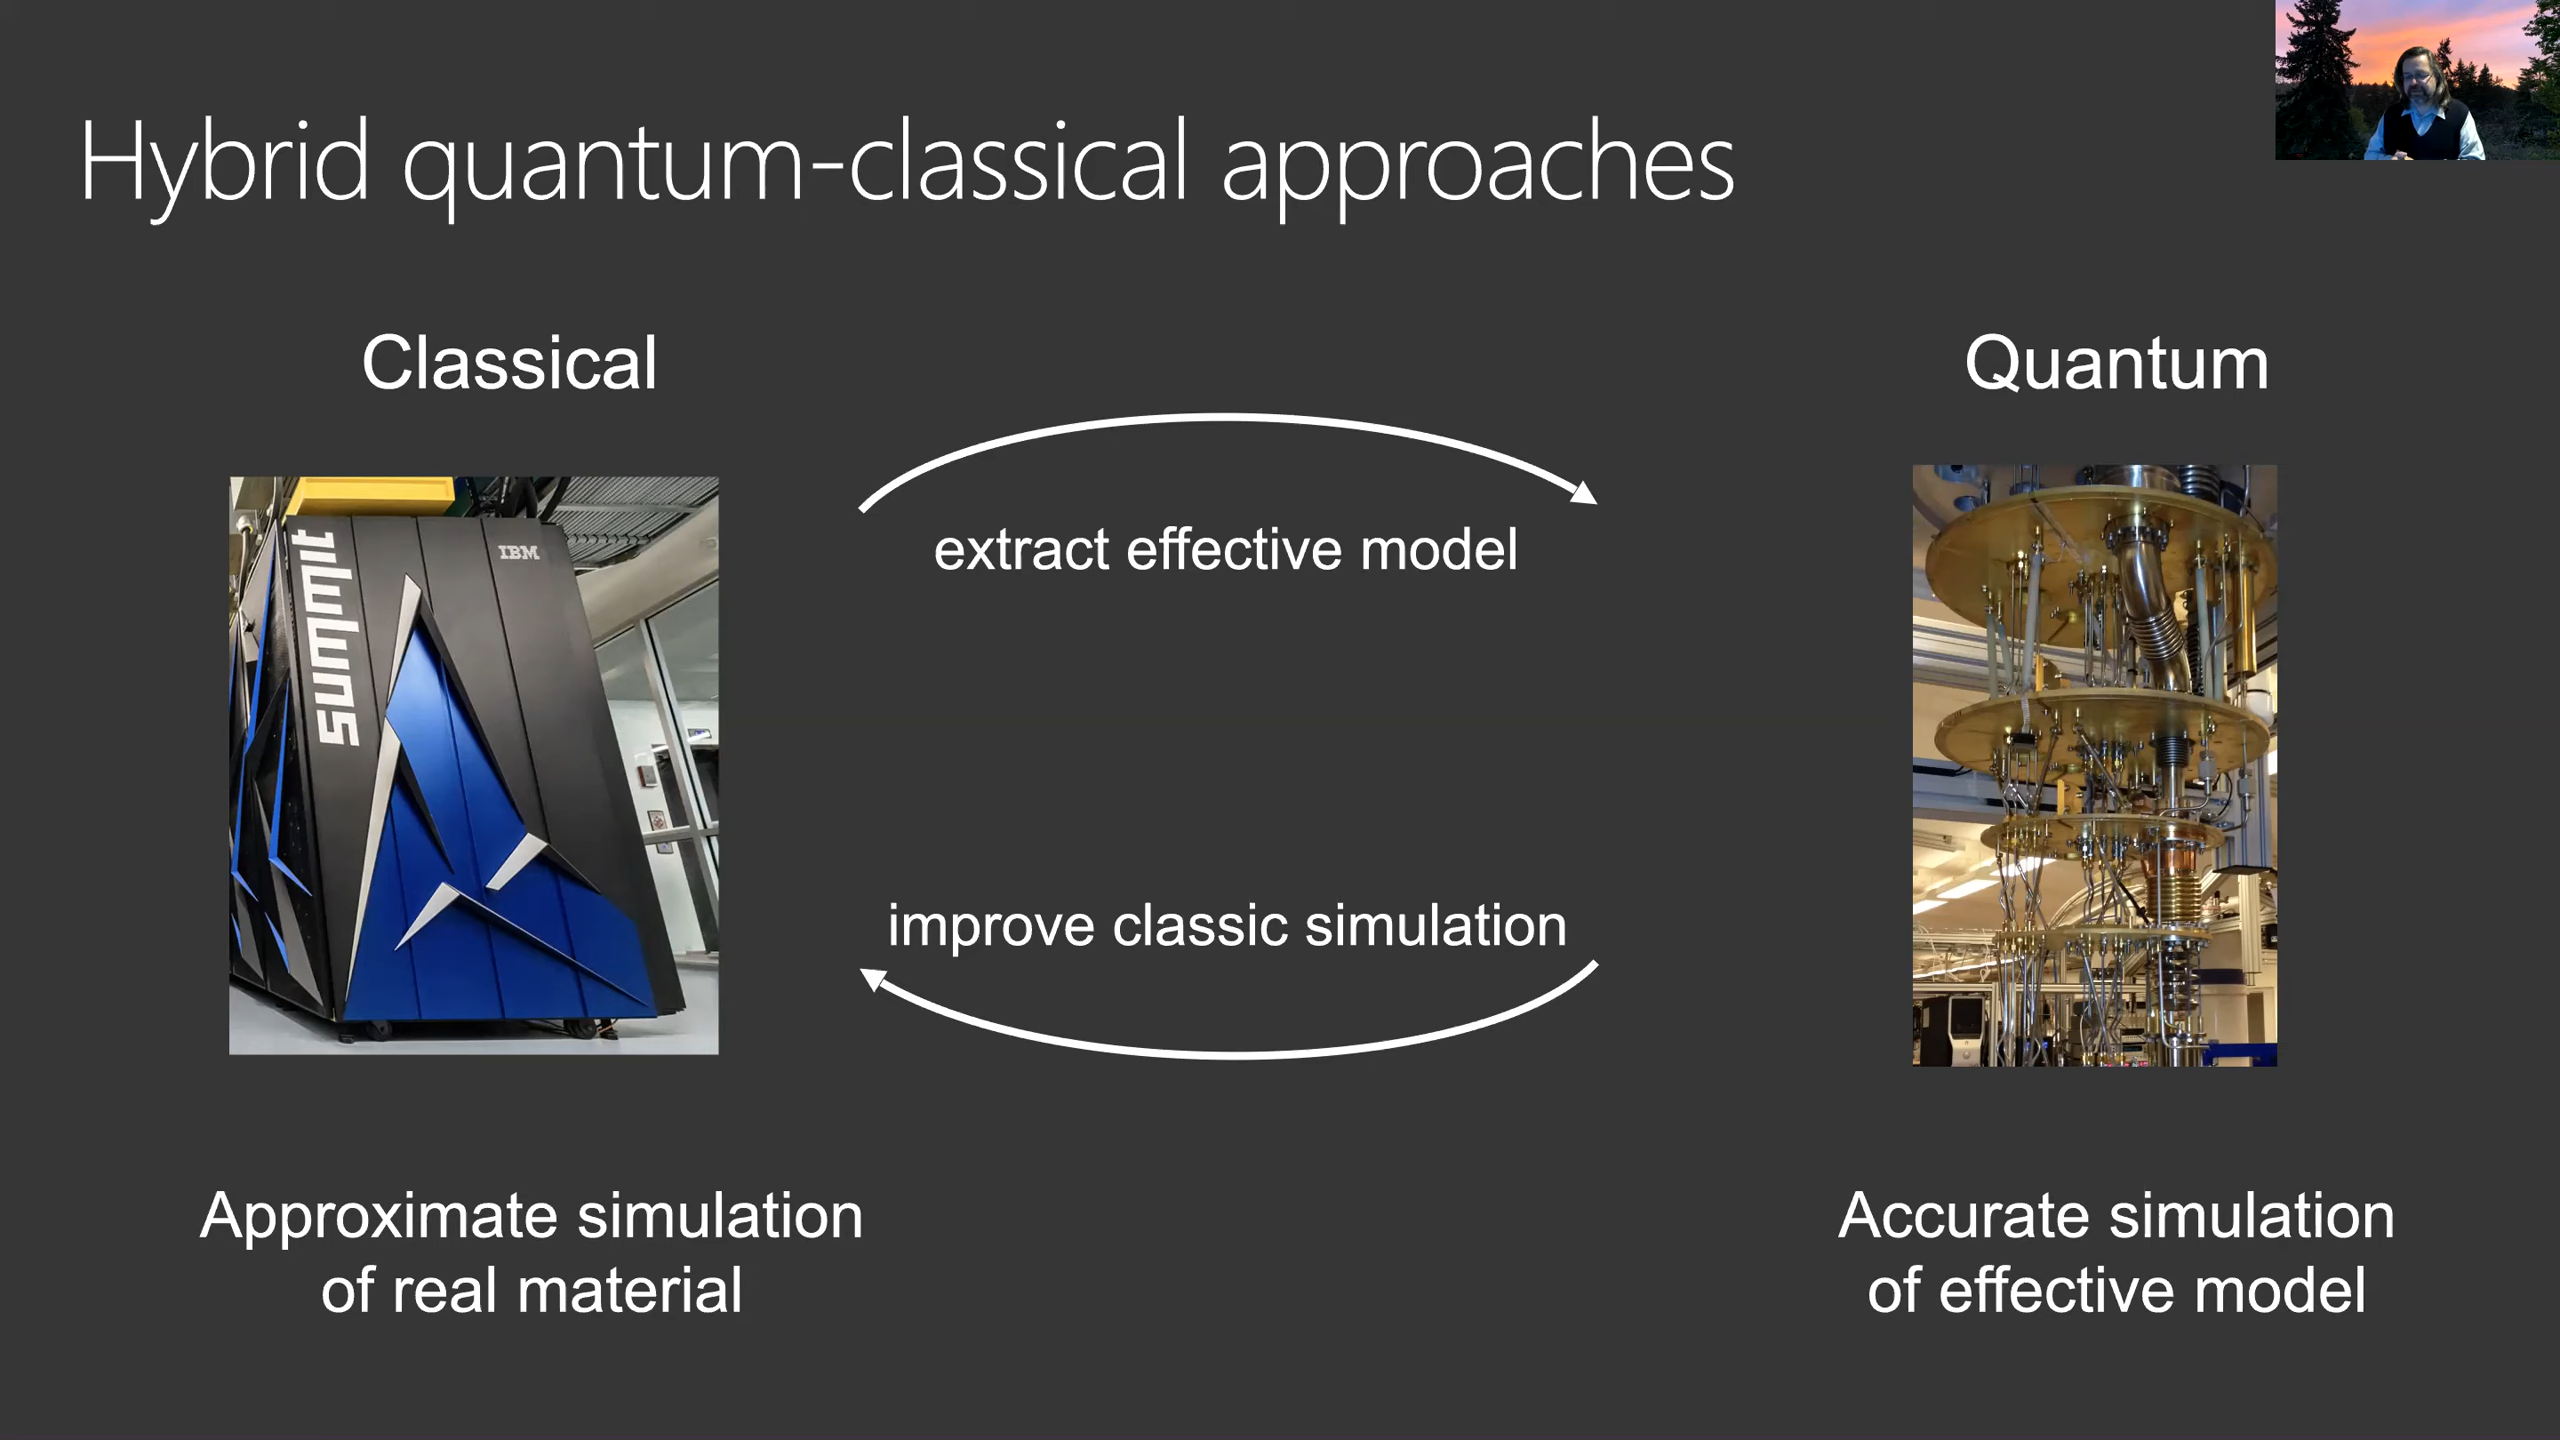 Hybrid quantum-classical approaches
Classical
Quantum
summit
IBM
extract effective model
improve classic simulation
Approximate simulation
of real material
Accurate simulation
of effective model